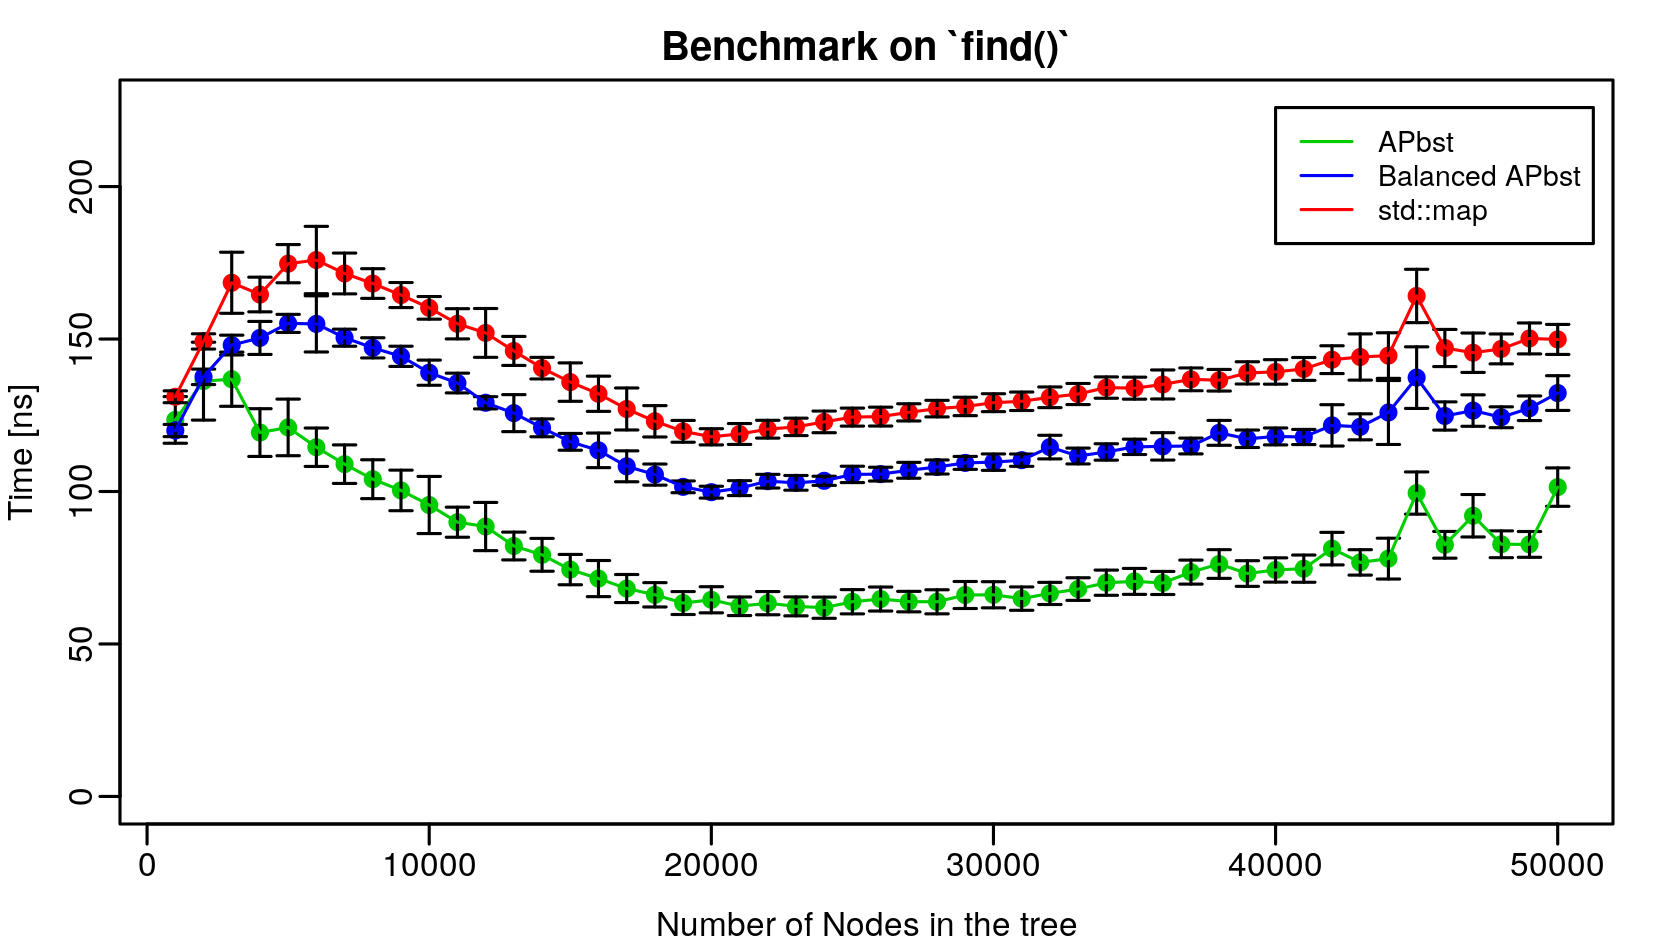 Benchmark on `find()`
APbst
Balanced APbst
std::map
Time [ns]
200
150
100
50
0
0 10000 20000 30000 40000 50000
Number of Nodes in the tree